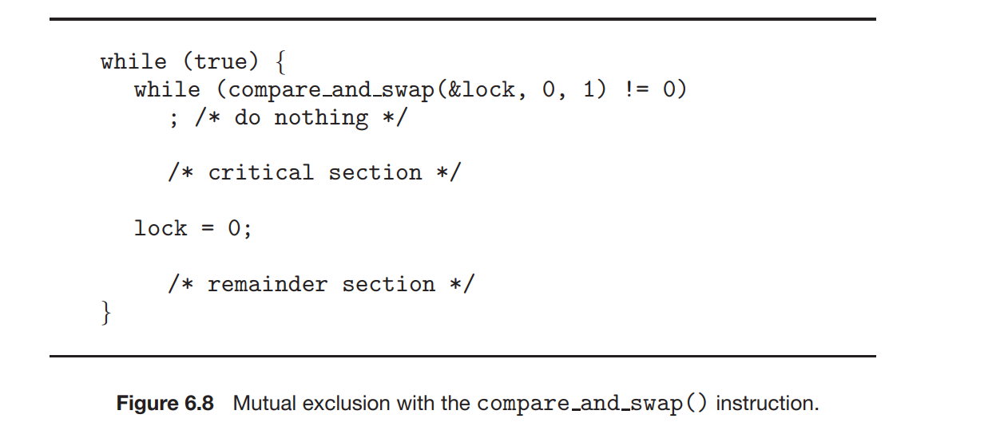 while (true) {
while (compare_and_swap(&lock, 0, 1) != 0)
; /* do nothing */
/* critical section */
lock = 0;
/* remainder section */
}
Figure 6.8 Mutual exclusion with the compare_and_swap() instruction.